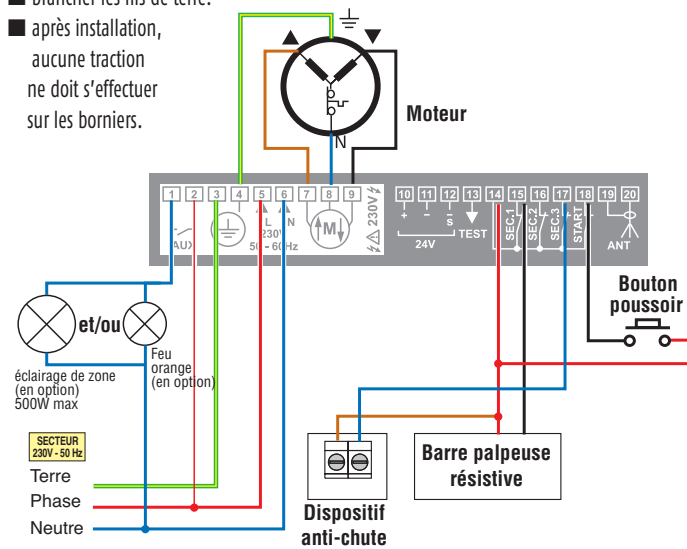 ■ brancher les fils de terre.
■ après installation,
aucune traction
ne doit s'effectuer
sur les borniers.
Moteur
N
1 2 3 4 5 6 7 8 9
10 11 12 13 14 15 16 17 18 19 20
AUX
L N
230V
50 - 60Hz
M
230V
+ - s
24V
TEST
SEC.1
SEC.2
SEC.3
START
ANT
Bouton
poussoir
et/ou
éclairage de zone
(en option)
500W max
Feu
orange
(en option)
SECTEUR
230V - 50 Hz
Terre
Phase
Neutre
Dispositif
anti-chute
Barre palpeuse
résistive